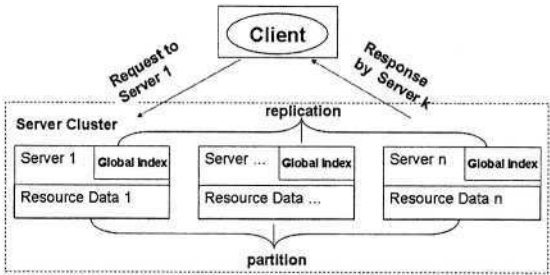 Client
Request to
Server 1
Response
by Server k
replication
Server Cluster
Server 1 Global Index
Resource Data 1
Server ... Global Index
Resource Data ...
Server n Global Index
Resource Data n
partition